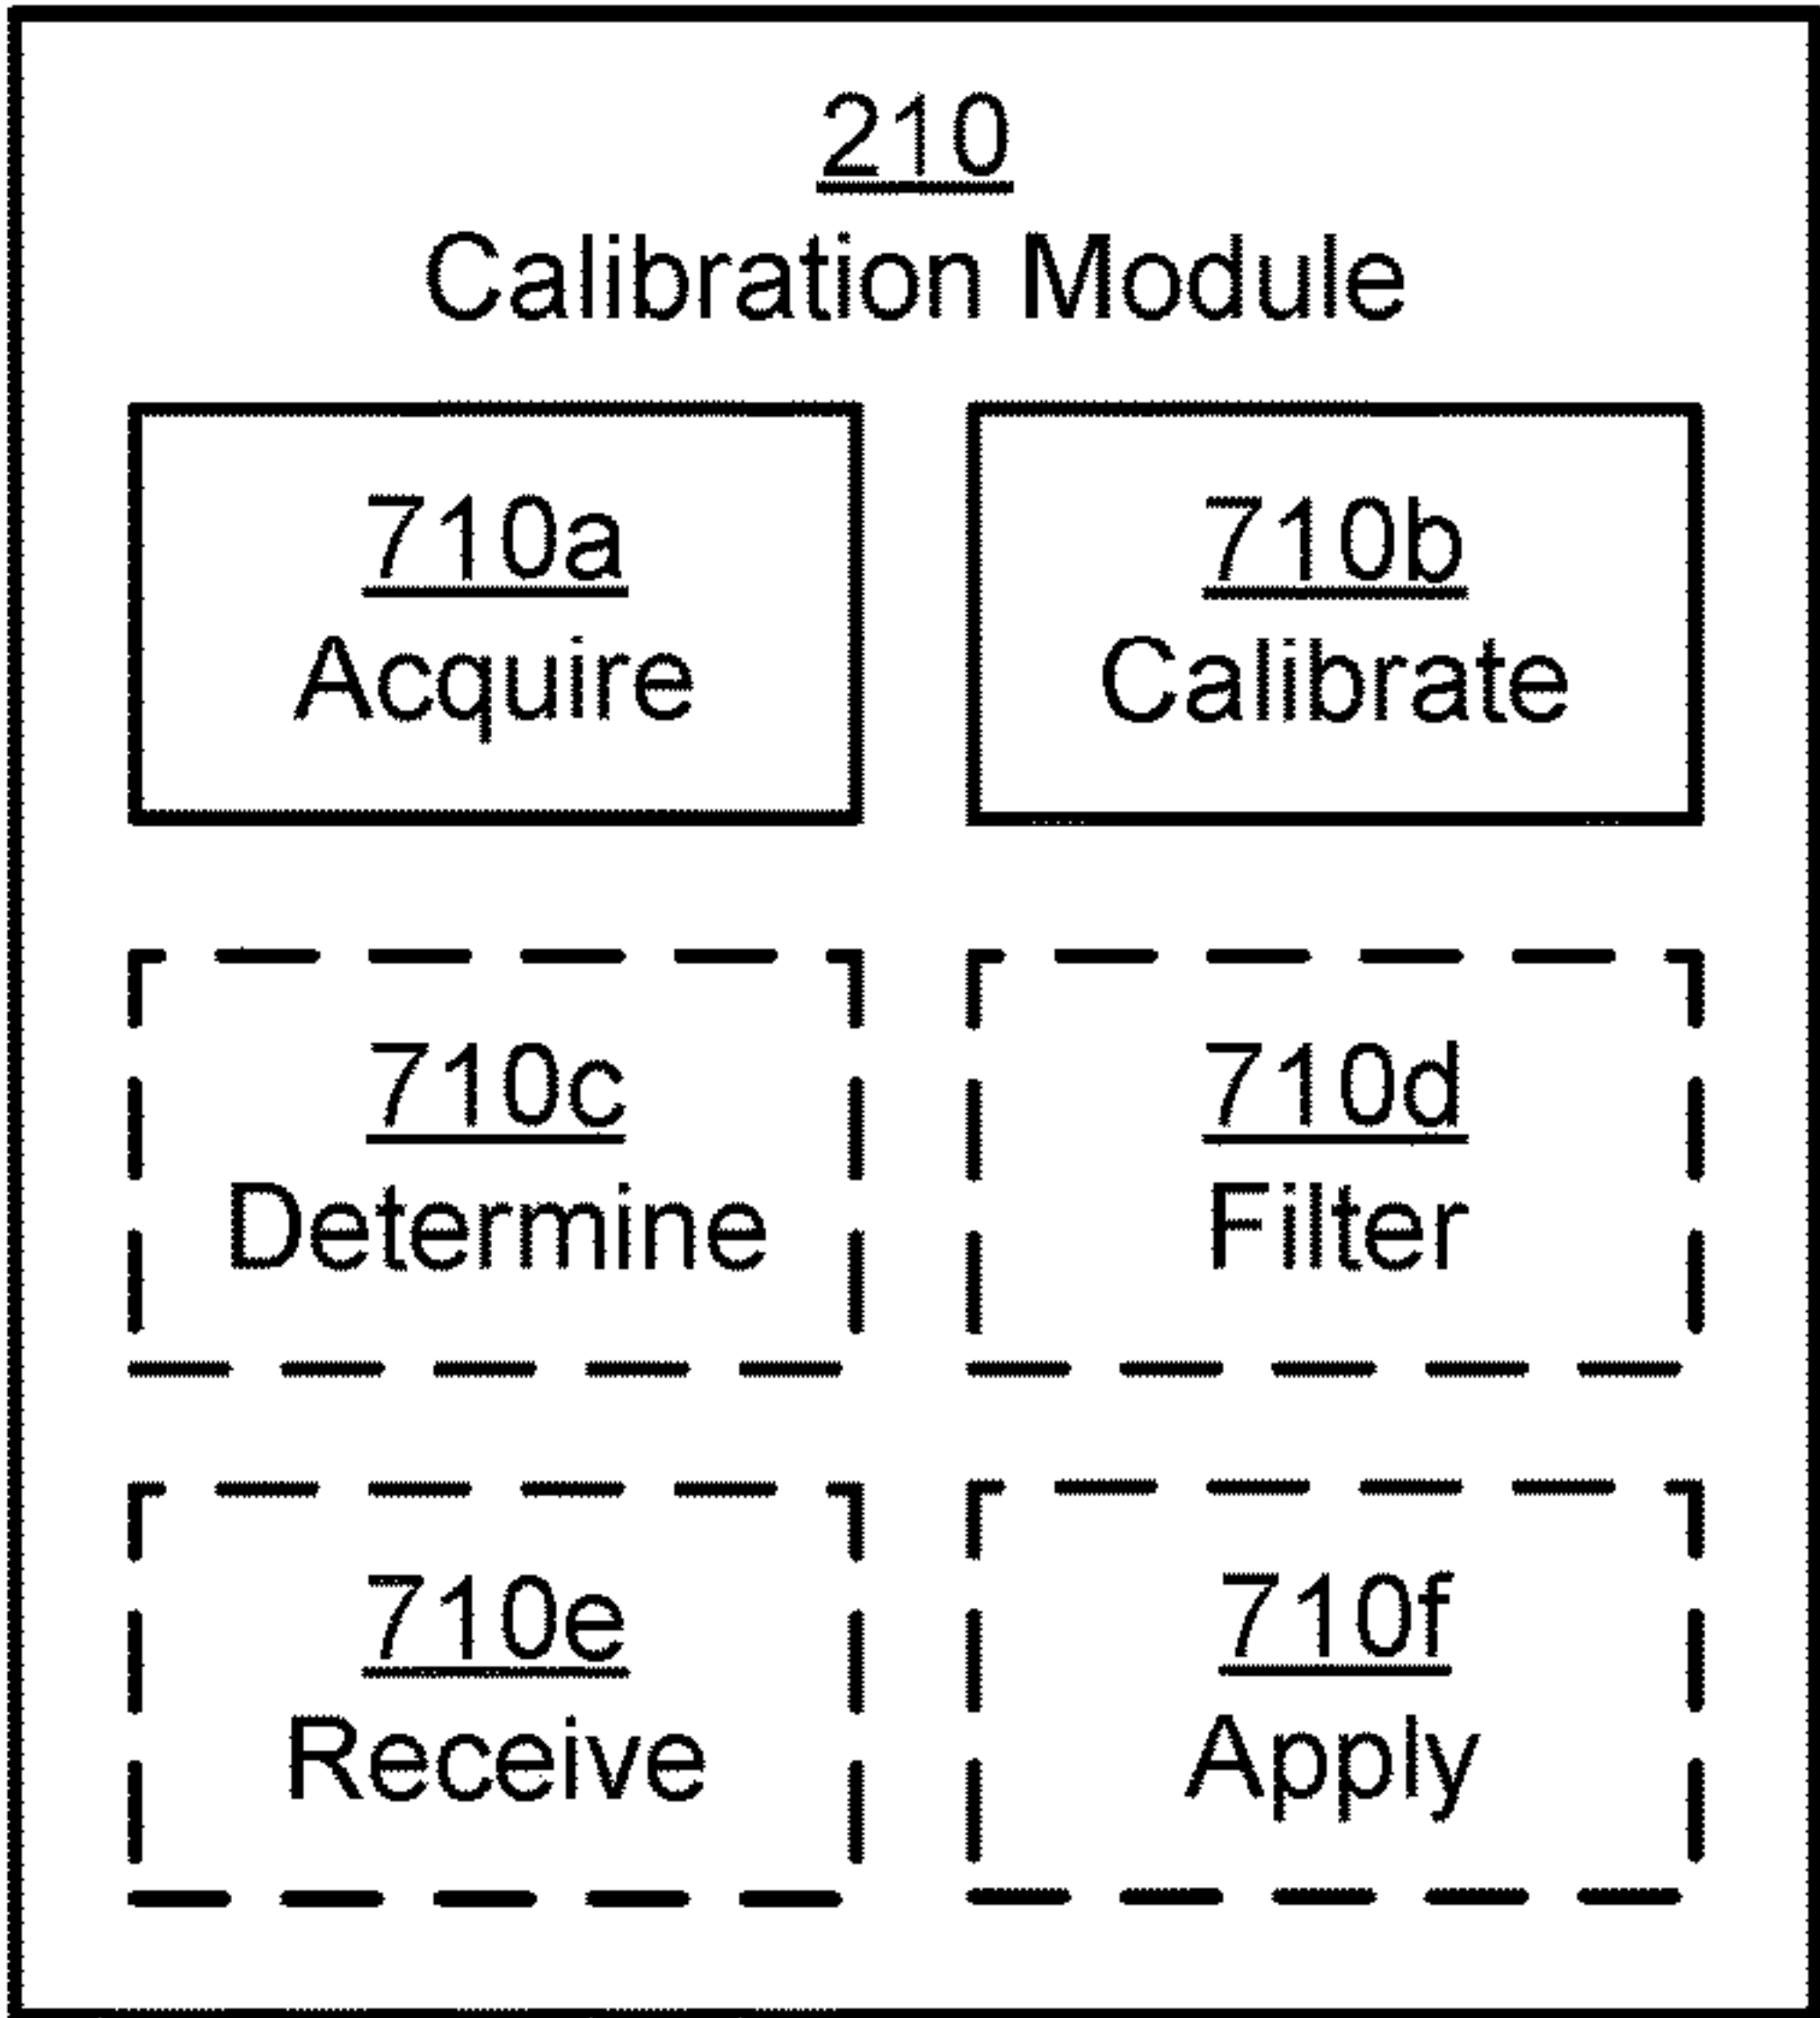 210
Calibration Module
710a
Acquire
710b
Calibrate
710c
Determine
710d
Filter
710e
Receive
710f
Apply